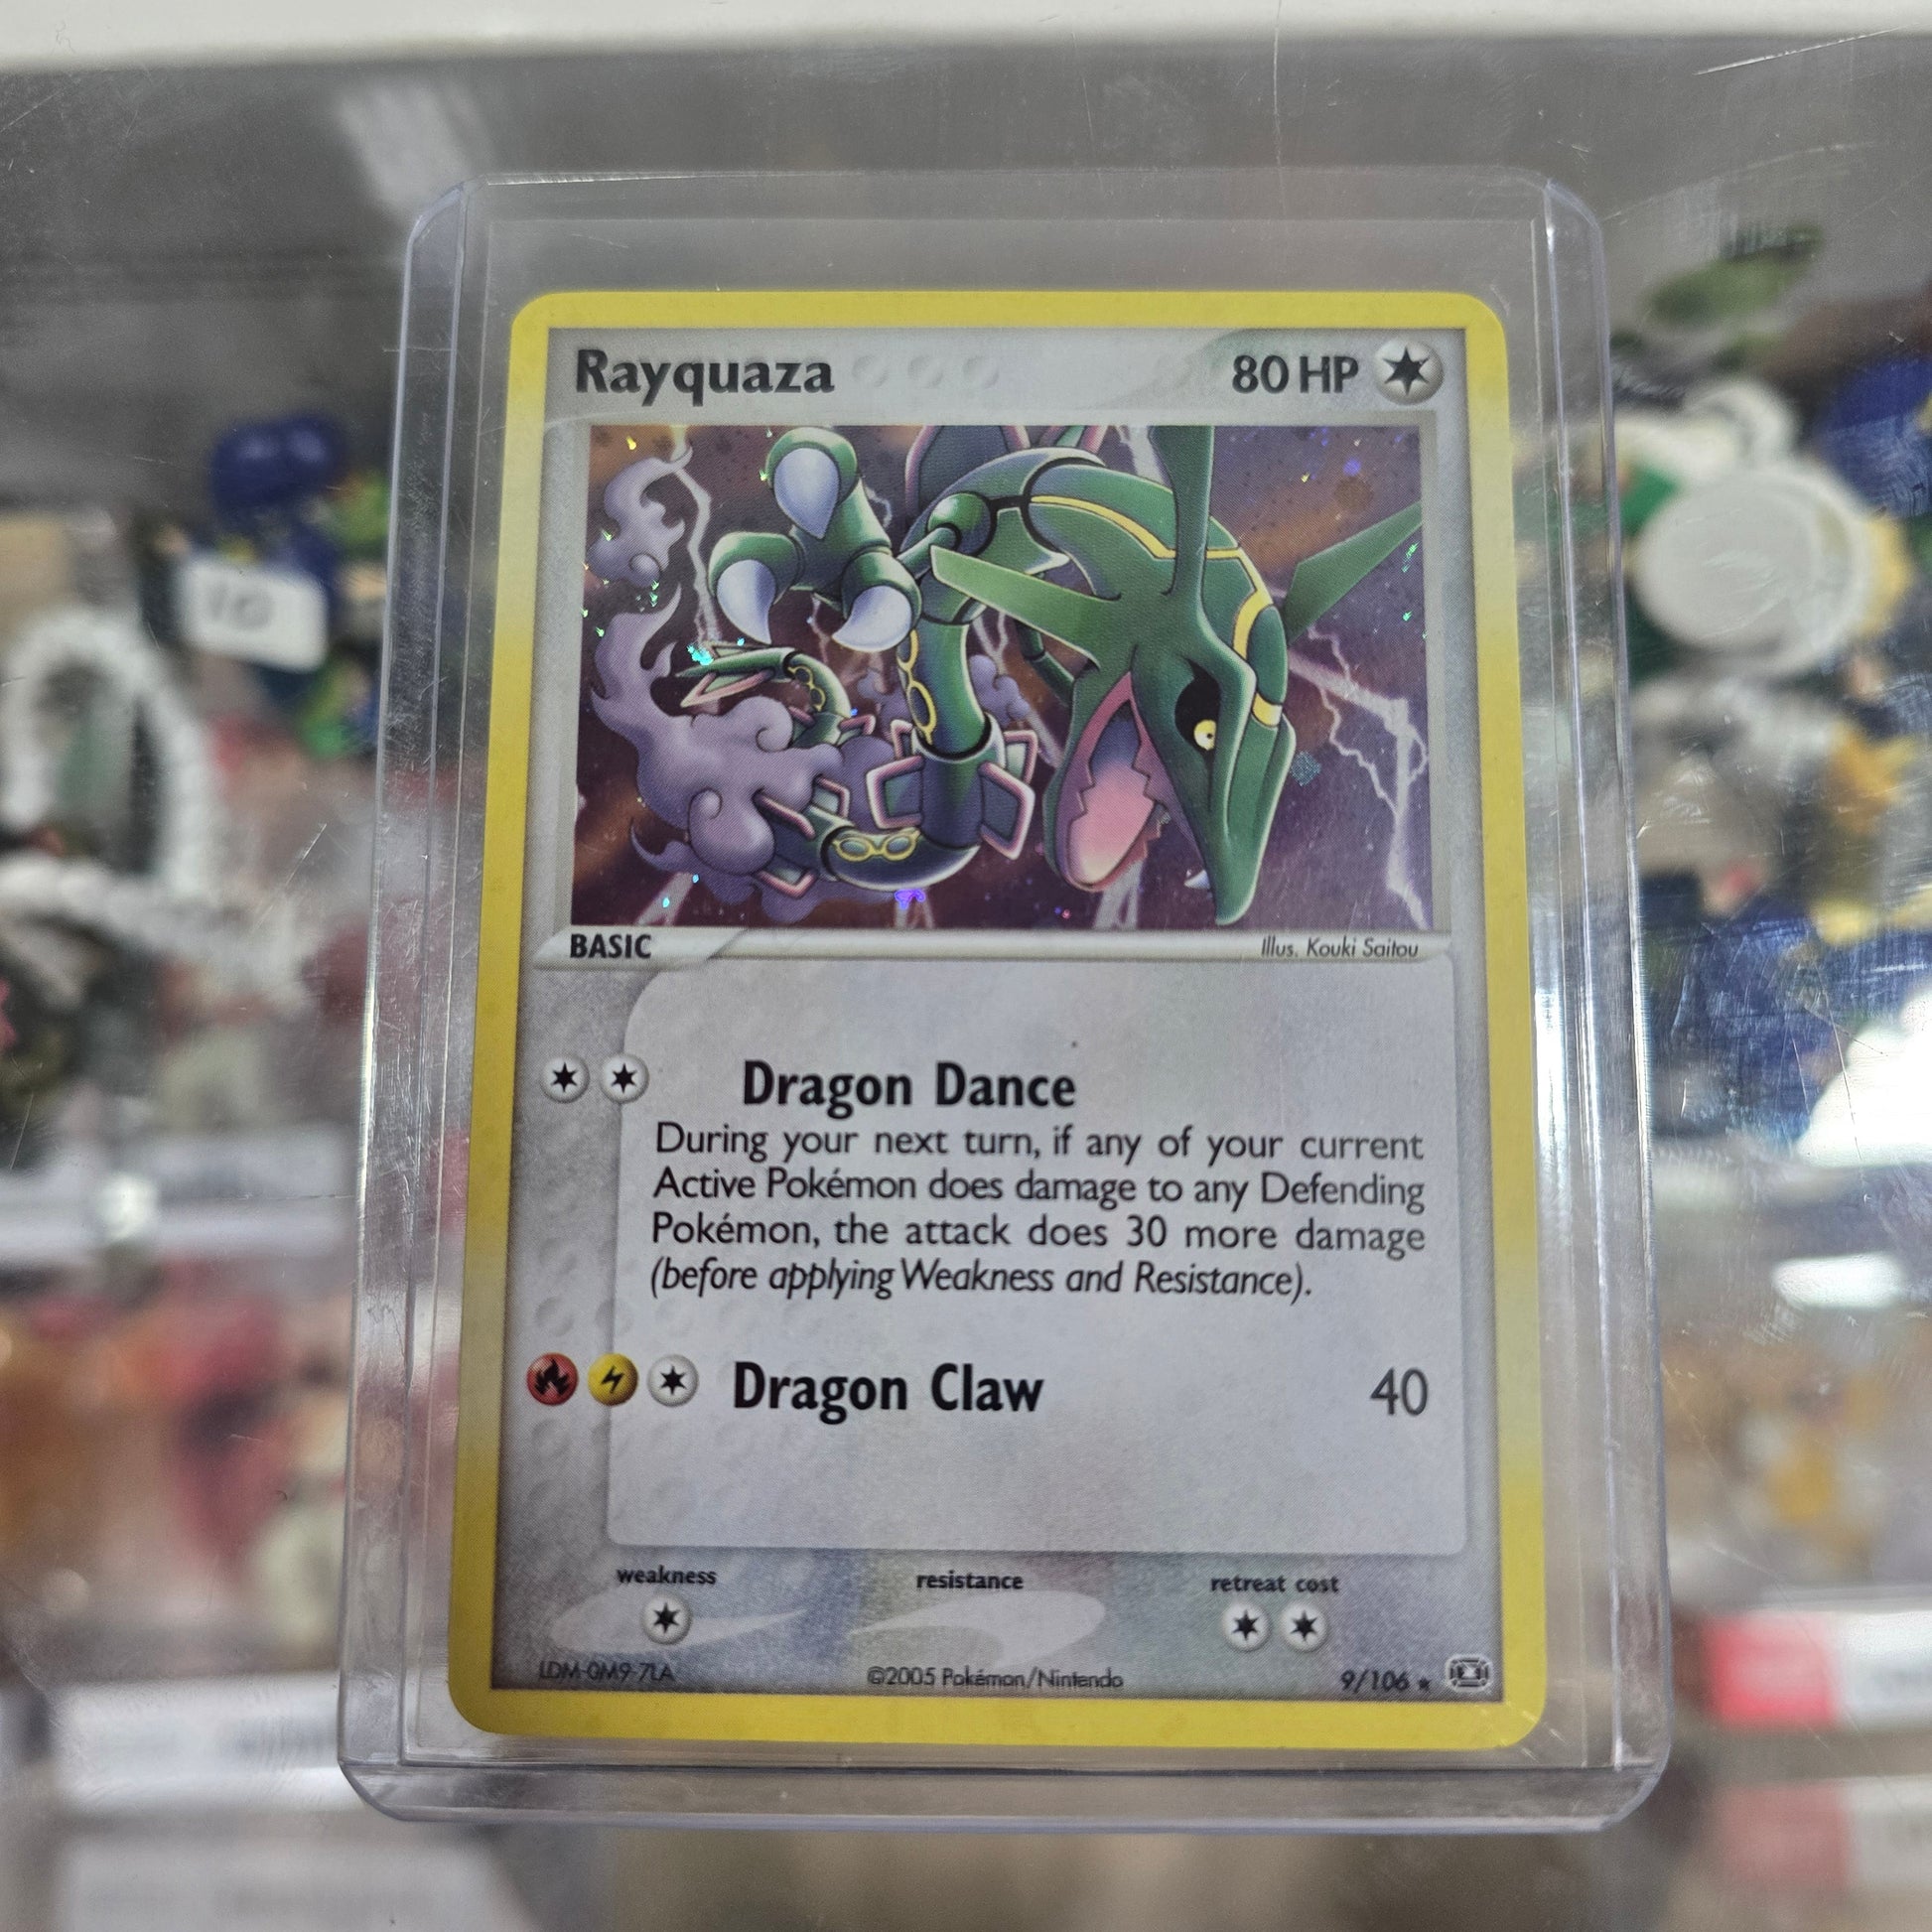 Rayquaza 80 HP
BASIC Illus. Kouki Saitou
Dragon Dance
During your next turn, if any of your current
Active Pokémon does damage to any Defending
Pokémon, the attack does 30 more damage
(before applying Weakness and Resistance).
Dragon Claw 40
weakness resistance retreat cost
LDM-0M9-7LA ©2005 Pokémon/Nintendo 9/106